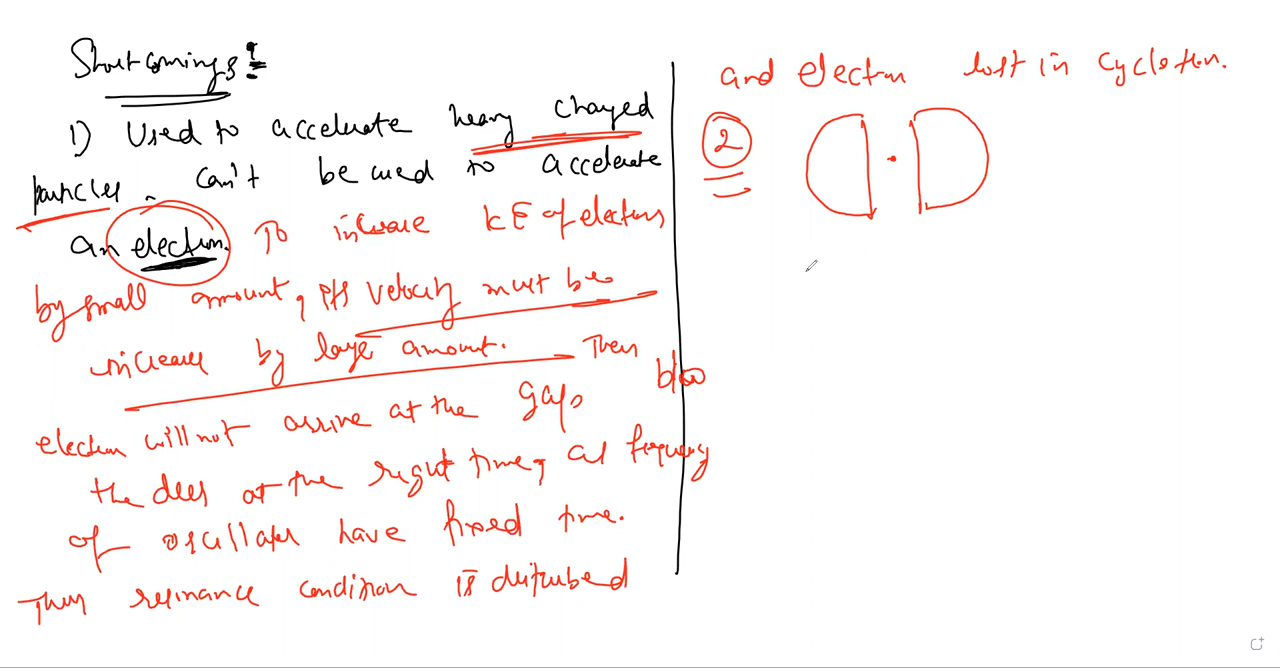 Shortcomings:
1) Used to accelerate heavy charged
particles. Can't be used to accelerate
an electron. To increase KE of electrons
by small amount, its velocity must be
increase by large amount. Then
electron will not arrive at the gaps b/w
the dees at the right time, as frequency
of oscillator have fixed time.
Thus resonance condition is disturbed
and electron lost in cyclotron.
2